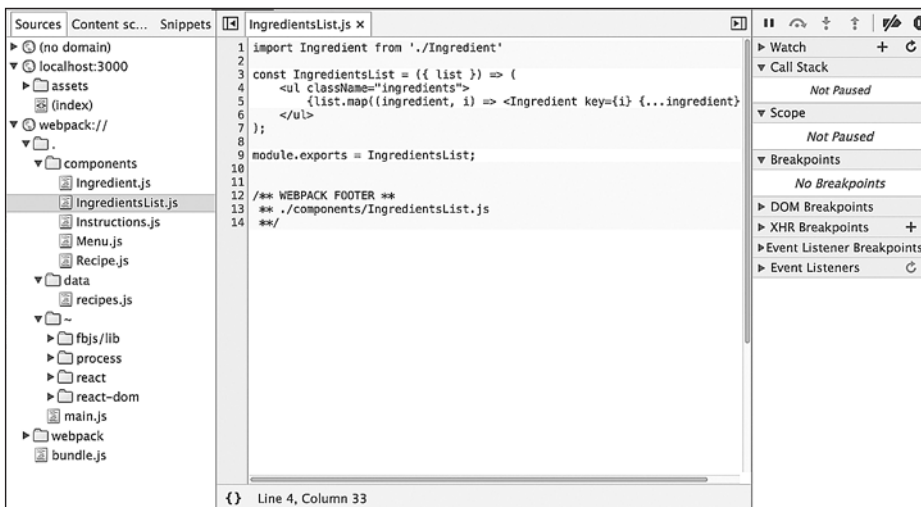 Sources Content sc... Snippets
(no domain)
localhost:3000
assets
(index)
webpack://
.
components
Ingredient.js
IngredientsList.js
Instructions.js
Menu.js
Recipe.js
data
recipes.js
~
fbjs/lib
process
react
react-dom
main.js
webpack
bundle.js
IngredientsList.js ×
1 import Ingredient from './Ingredient'
2
3 const IngredientsList = ({ list }) => (
4     <ul className="ingredients">
5         {list.map((ingredient, i) => <Ingredient key={i} {...ingredient}
6     </ul>
7 );
8
9 module.exports = IngredientsList;
10
11
12 /** WEBPACK FOOTER **
13  ** ./components/IngredientsList.js
14  **/
{} Line 4, Column 33
Watch +
Call Stack
Not Paused
Scope
Not Paused
Breakpoints
No Breakpoints
DOM Breakpoints
XHR Breakpoints +
Event Listener Breakpoints
Event Listeners